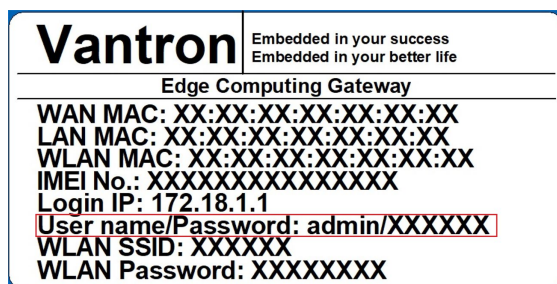 Vantron
Embedded in your success
Embedded in your better life
Edge Computing Gateway
WAN MAC: XX:XX:XX:XX:XX:XX:XX
LAN MAC: XX:XX:XX:XX:XX:XX:XX
WLAN MAC: XX:XX:XX:XX:XX:XX:XX
IMEI No.: XXXXXXXXXXXXXXX
Login IP: 172.18.1.1
User name/Password: admin/XXXXXX
WLAN SSID: XXXXXX
WLAN Password: XXXXXXXX